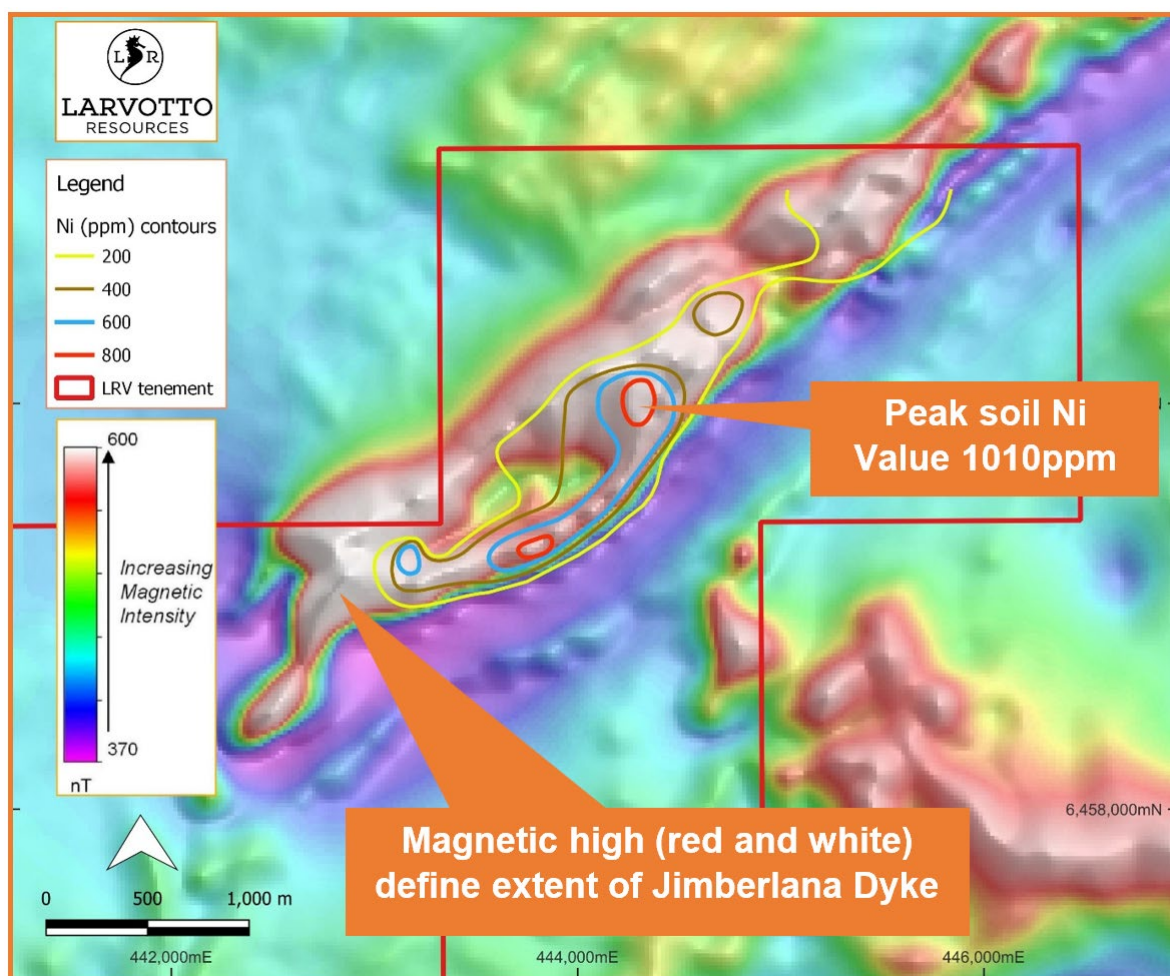 L R
LARVOTTO
RESOURCES
Legend
Ni (ppm) contours
200
400
600
800
LRV tenement
600
Increasing
Magnetic
Intensity
370
nT
Peak soil Ni
Value 1010ppm
N
6,458,000mN
Magnetic high (red and white)
define extent of Jimberlana Dyke
0 500 1,000 m
442,000mE 444,000mE 446,000mE